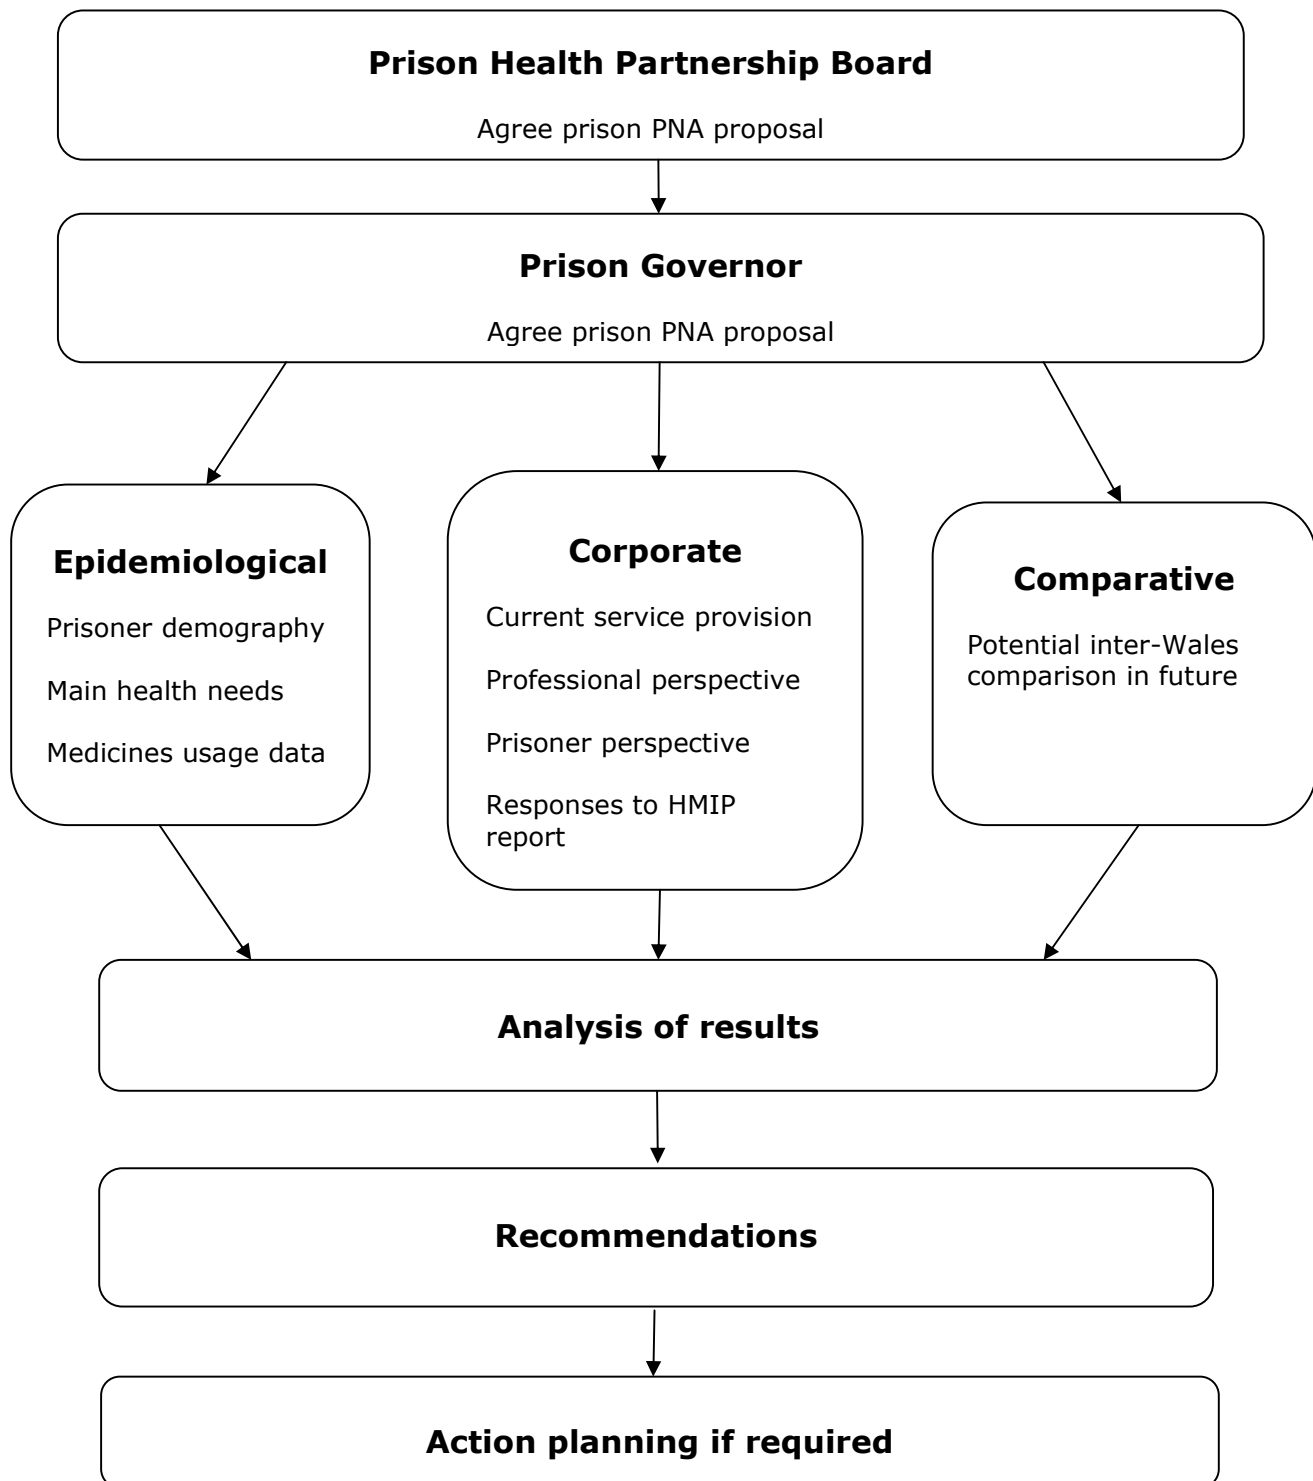 Prison Health Partnership Board
Agree prison PNA proposal
Prison Governor
Agree prison PNA proposal
Epidemiological
Prisoner demography
Main health needs
Medicines usage data
Corporate
Current service provision
Professional perspective
Prisoner perspective
Responses to HMIP
report
Comparative
Potential inter-Wales
comparison in future
Analysis of results
Recommendations
Action planning if required